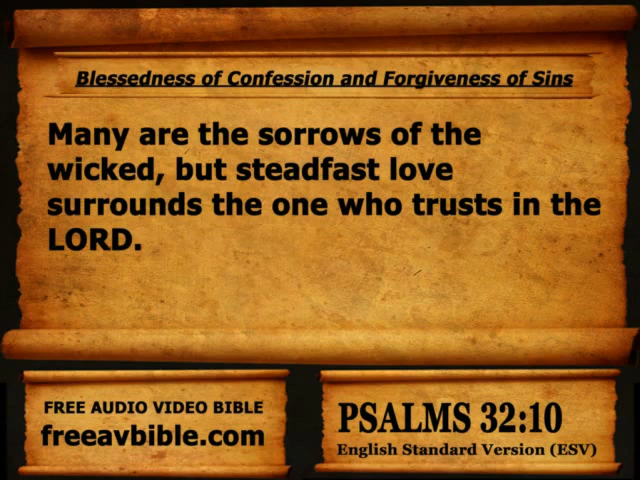 Blessedness of Confession and Forgiveness of Sins
Many are the sorrows of the
wicked, but steadfast love
surrounds the one who trusts in the
LORD.
FREE AUDIO VIDEO BIBLE
freeavbible.com
PSALMS 32:10
English Standard Version (ESV)